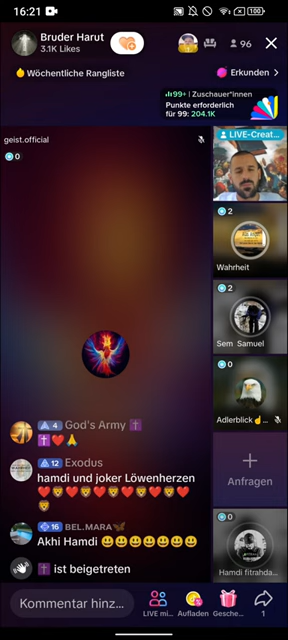 16:21
100
Bruder Harut
3.1K Likes
96
Wöchentliche Rangliste
Erkunden >
99+ | Zuschauer*innen
Punkte erforderlich
für 99: 204.1K
geist.official
0
LIVE-Creat...
2
Wahrheit
2
Sem Samuel
0
Adlerblick☝...
+
Anfragen
0
Hamdi fitrahda...
4 God's Army ✝️
✝️❤️🙏
12 Exodus
hamdi und joker Löwenherzen
❤️🦁❤️🦁❤️🦁❤️🦁❤️🦁❤️
🦁
16 BEL.MARA🦋
Akhi Hamdi 😃😃😃😃😃😃😃
✝️ ist beigetreten
Kommentar hinz...
LIVE mi...
Aufladen
Gesche...
1